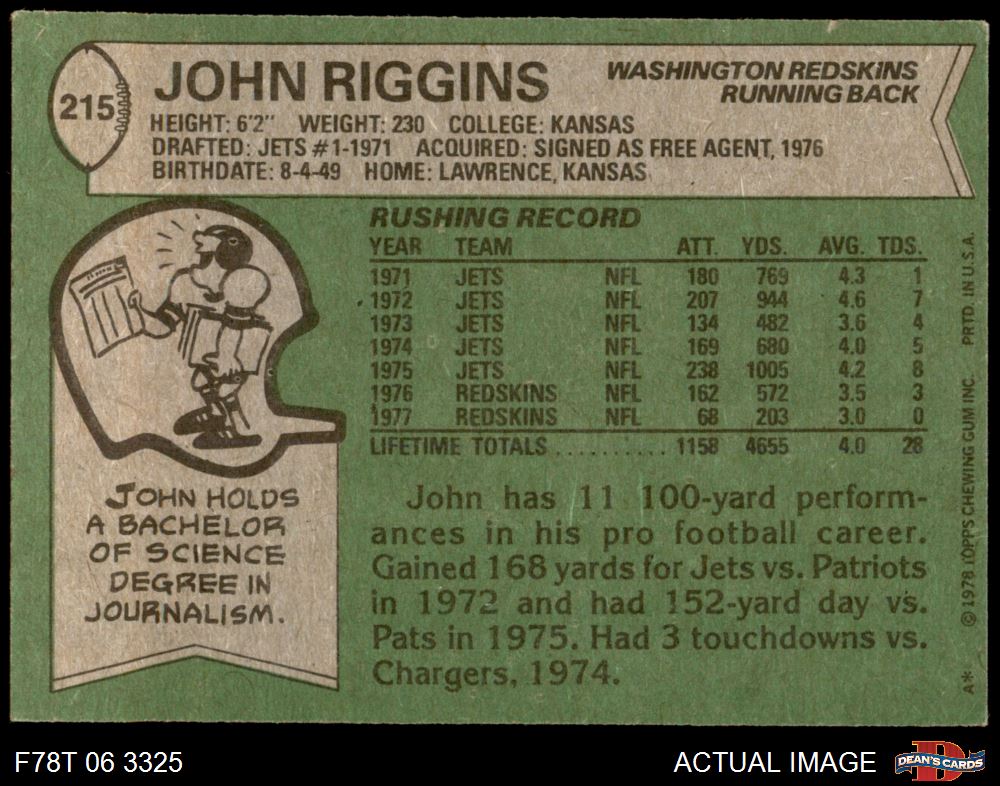 215
JOHN RIGGINS
WASHINGTON REDSKINS
RUNNING BACK
HEIGHT: 6'2" WEIGHT: 230 COLLEGE: KANSAS
DRAFTED: JETS #1-1971 ACQUIRED: SIGNED AS FREE AGENT, 1976
BIRTHDATE: 8-4-49 HOME: LAWRENCE, KANSAS
RUSHING RECORD
YEAR TEAM ATT. YDS. AVG. TDS.
1971 JETS NFL 180 769 4.3 1
1972 JETS NFL 207 944 4.6 7
1973 JETS NFL 134 482 3.6 4
1974 JETS NFL 169 680 4.0 5
1975 JETS NFL 238 1005 4.2 8
1976 REDSKINS NFL 162 572 3.5 3
1977 REDSKINS NFL 68 203 3.0 0
LIFETIME TOTALS .......... 1158 4655 4.0 28
JOHN HOLDS
A BACHELOR
OF SCIENCE
DEGREE IN
JOURNALISM.
John has 11 100-yard perform-
ances in his pro football career.
Gained 168 yards for Jets vs. Patriots
in 1972 and had 152-yard day vs.
Pats in 1975. Had 3 touchdowns vs.
Chargers, 1974.
A* © 1978 TOPPS CHEWING GUM INC. PRTD. IN U.S.A.
F78T 06 3325
ACTUAL IMAGE
D
DEAN'S CARDS